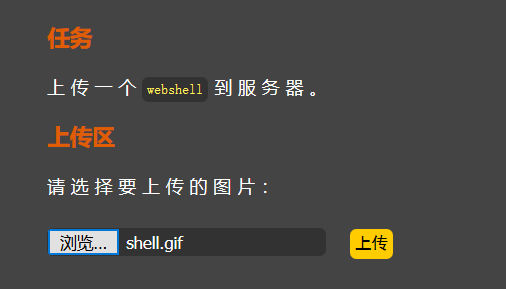 任务
上传一个 webshell 到服务器。
上传区
请选择要上传的图片：
浏览... shell.gif 上传